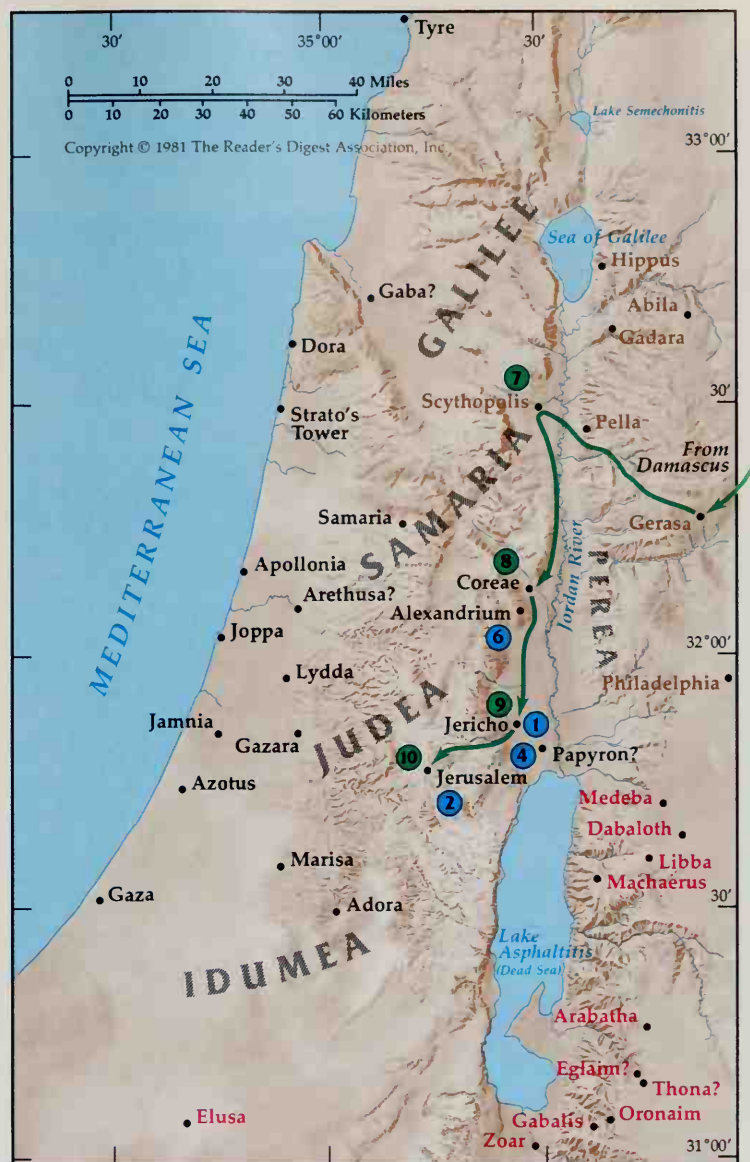 30'
35°00'
30'
Tyre
0 10 20 30 40 Miles
0 10 20 30 40 50 60 Kilometers
Copyright © 1981 The Reader's Digest Association, Inc.
Lake Semechonitis
33°00'
GALILEE
Sea of Galilee
Hippus
Gaba?
Abila
Gadara
Dora
7
Scythopolis
30'
Strato's
Tower
Pella
From
Damascus
MEDITERRANEAN SEA
SAMARIA
Samaria
Gerasa
Jordan River
PEREA
8
Apollonia
Coreae
Arethusa?
Alexandrium
6
Joppa
32°00'
Lydda
Philadelphia
JUDEA
9
Jamnia
Jericho
1
Gazara
10
4
Papyron?
Jerusalem
Azotus
2
Medeba
Dabaloth
Marisa
Libba
Machaerus
Gaza
Adora
30'
IDUMEA
Lake
Asphaltitis
(Dead Sea)
Arabatha
Eglaim?
Thona?
Elusa
Gabalis
Oronaim
Zoar
31°00'